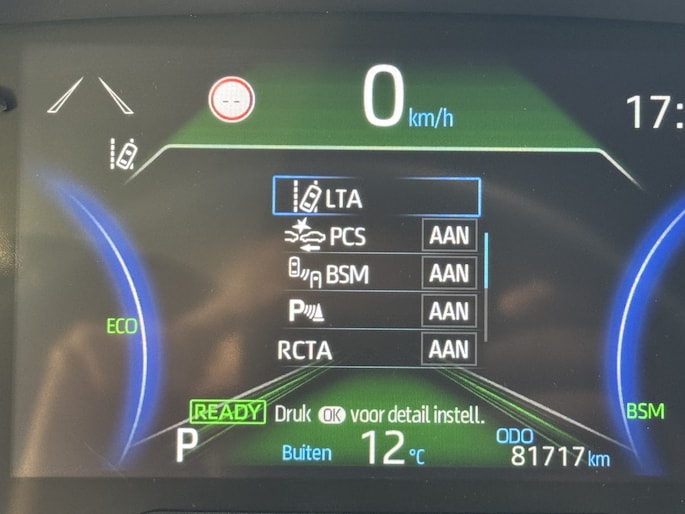 0 km/h
17:
LTA
PCS AAN
BSM AAN
P AAN
RCTA AAN
ECO
BSM
READY Druk OK voor detail instell.
P Buiten 12 °C ODO
81717 km